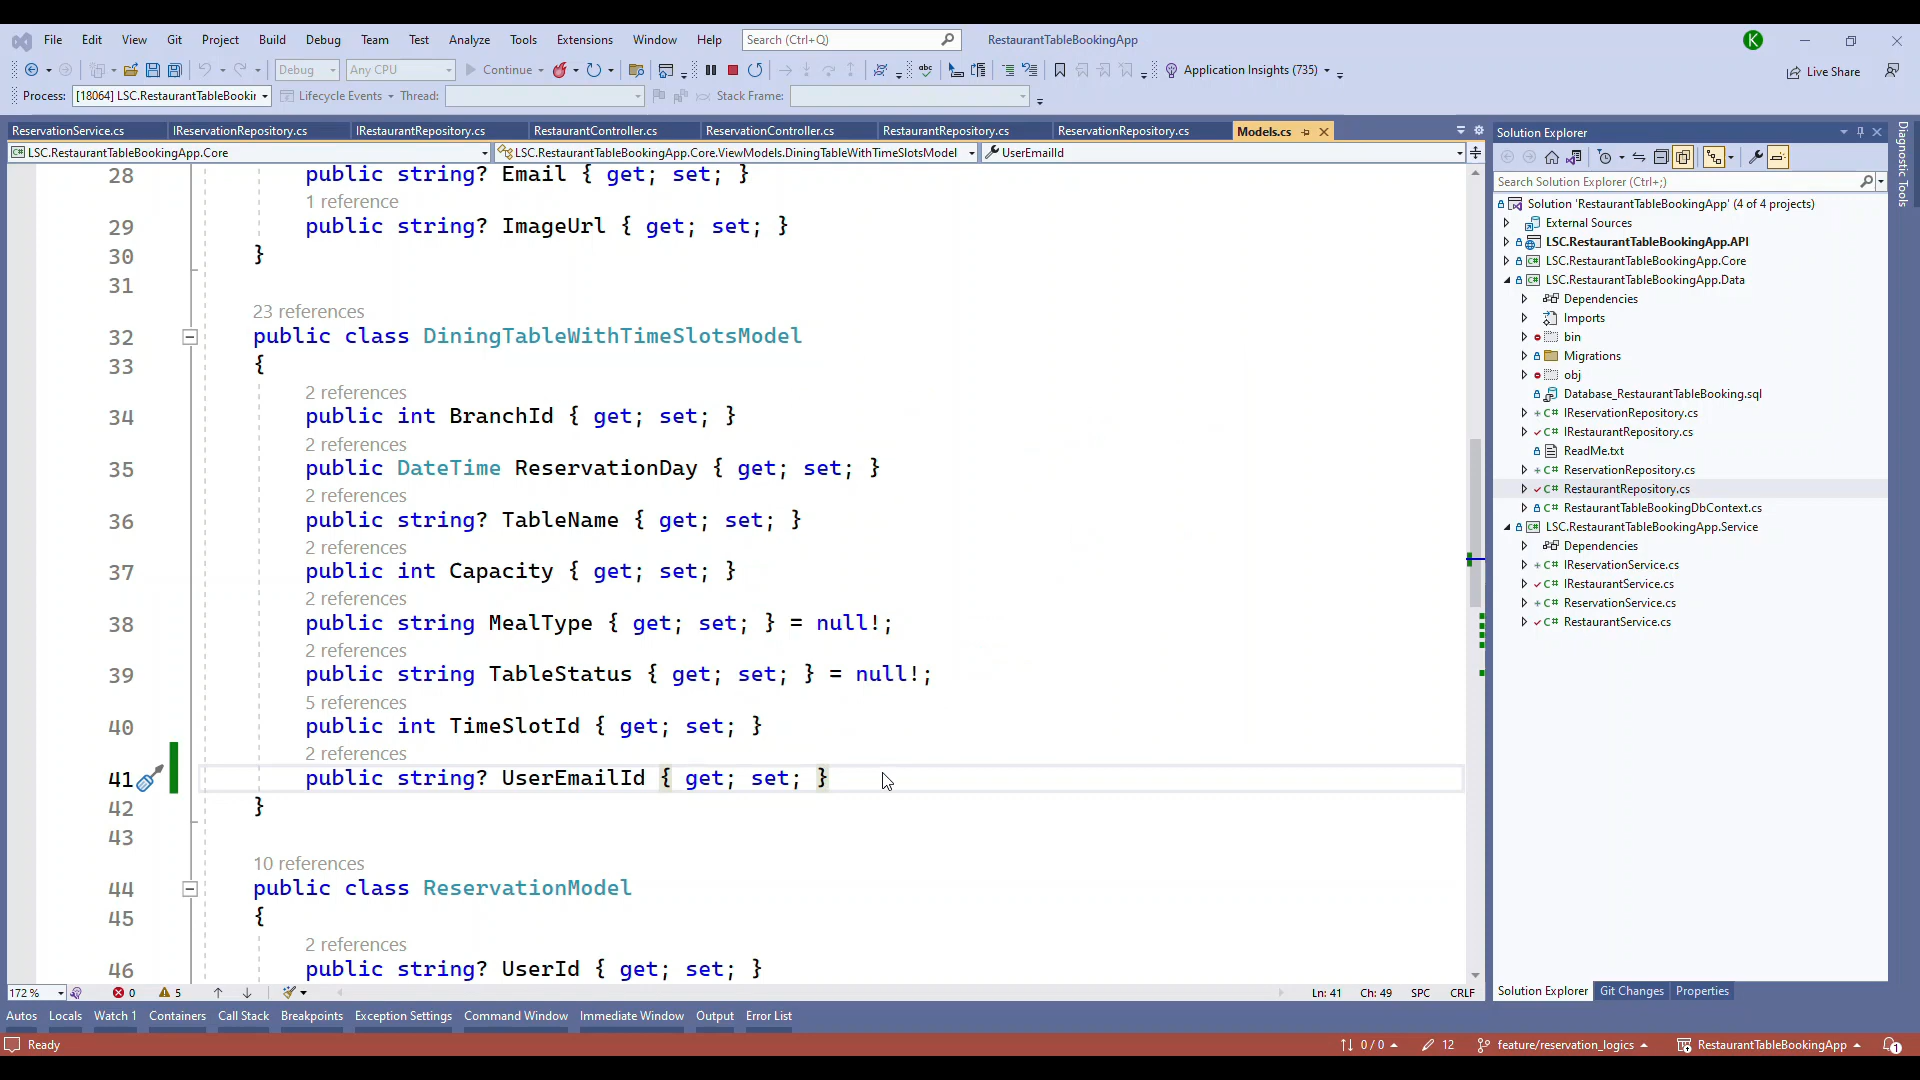 File Edit View Git Project Build Debug Team Test Analyze Tools Extensions Window Help Search (Ctrl+Q) RestaurantTableBookingApp K
Debug Any CPU Continue Application Insights (735) Live Share
Process: [18064] LSC.RestaurantTableBookin Lifecycle Events Thread: Stack Frame:
ReservationService.cs IReservationRepository.cs IRestaurantRepository.cs RestaurantController.cs ReservationController.cs RestaurantRepository.cs ReservationRepository.cs Models.cs
LSC.RestaurantTableBookingApp.Core LSC.RestaurantTableBookingApp.Core.ViewModels.DiningTableWithTimeSlotsModel UserEmailId
28 public string? Email { get; set; }
1 reference
29 public string? ImageUrl { get; set; }
30 }
31
23 references
32 public class DiningTableWithTimeSlotsModel
33 {
2 references
34 public int BranchId { get; set; }
2 references
35 public DateTime ReservationDay { get; set; }
2 references
36 public string? TableName { get; set; }
2 references
37 public int Capacity { get; set; }
2 references
38 public string MealType { get; set; } = null!;
2 references
39 public string TableStatus { get; set; } = null!;
5 references
40 public int TimeSlotId { get; set; }
2 references
41 public string? UserEmailId { get; set; }
42 }
43
10 references
44 public class ReservationModel
45 {
2 references
46 public string? UserId { get; set; }
172 % 0 5 Ln: 41 Ch: 49 SPC CRLF
Solution Explorer
Search Solution Explorer (Ctrl+;)
Solution 'RestaurantTableBookingApp' (4 of 4 projects)
External Sources
LSC.RestaurantTableBookingApp.API
C# LSC.RestaurantTableBookingApp.Core
C# LSC.RestaurantTableBookingApp.Data
Dependencies
Imports
bin
Migrations
obj
Database_RestaurantTableBooking.sql
C# IReservationRepository.cs
C# IRestaurantRepository.cs
ReadMe.txt
C# ReservationRepository.cs
C# RestaurantRepository.cs
C# RestaurantTableBookingDbContext.cs
C# LSC.RestaurantTableBookingApp.Service
Dependencies
C# IReservationService.cs
C# IRestaurantService.cs
C# ReservationService.cs
C# RestaurantService.cs
Solution Explorer Git Changes Properties
Diagnostic Tools
Autos Locals Watch 1 Containers Call Stack Breakpoints Exception Settings Command Window Immediate Window Output Error List
Ready 0 / 0 12 feature/reservation_logics RestaurantTableBookingApp 1